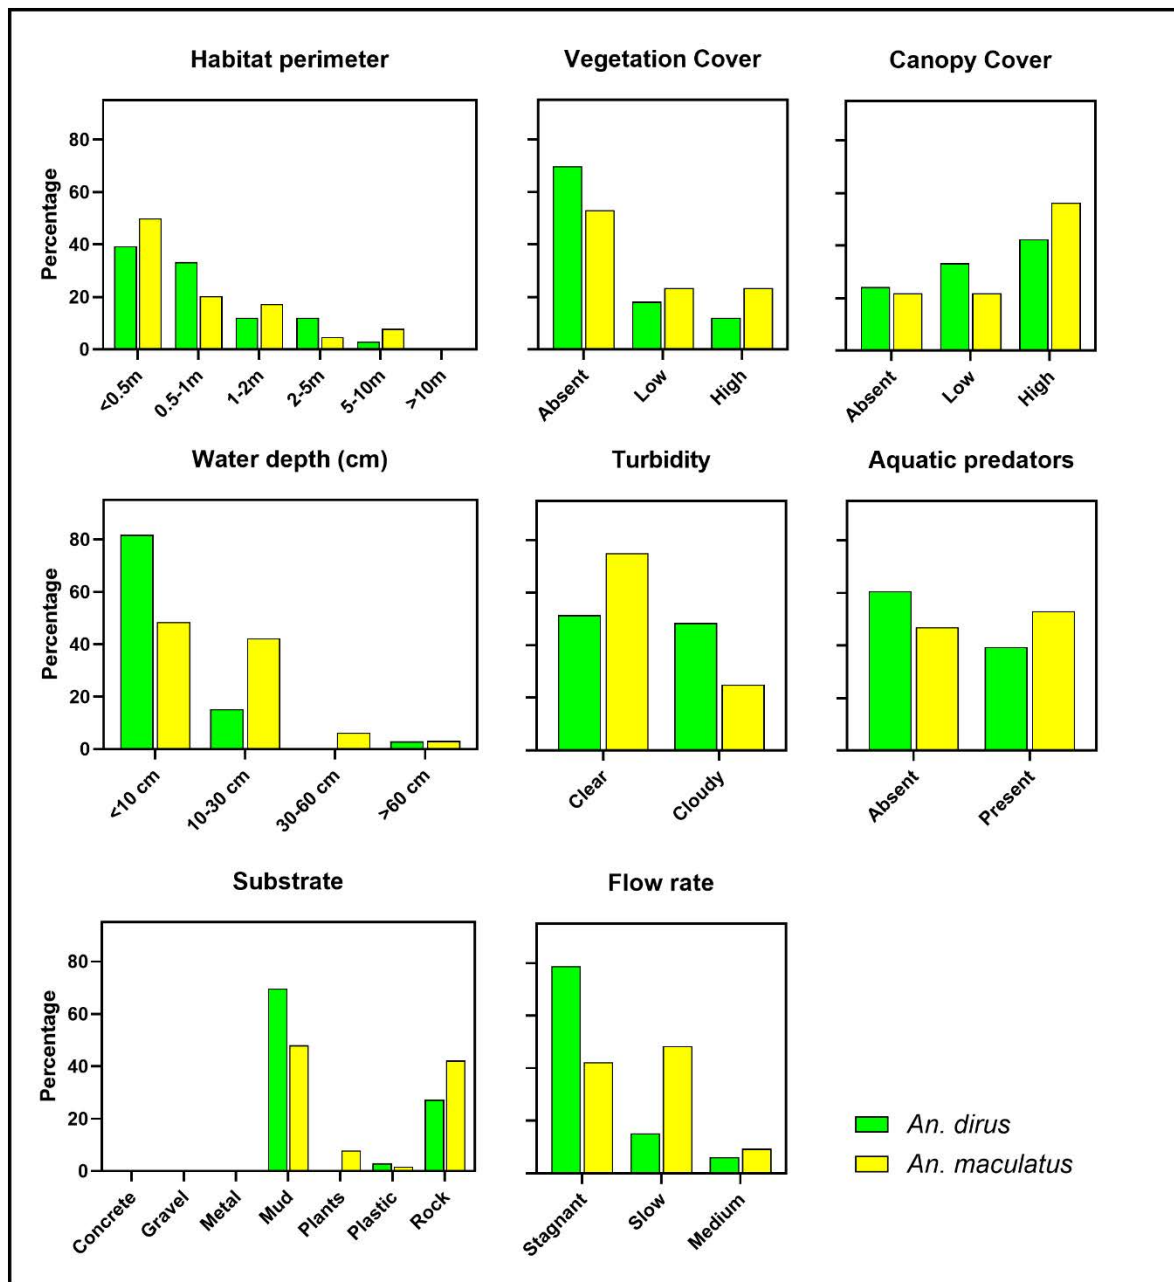 Habitat perimeter
Vegetation Cover
Canopy Cover
Percentage
80
60
40
20
0
<0.5m
0.5-1m
1-2m
2-5m
5-10m
>10m
Absent
Low
High
Absent
Low
High
Water depth (cm)
Turbidity
Aquatic predators
Percentage
80
60
40
20
0
<10 cm
10-30 cm
30-60 cm
>60 cm
Clear
Cloudy
Absent
Present
Substrate
Flow rate
Percentage
80
60
40
20
0
Concrete
Gravel
Metal
Mud
Plants
Plastic
Rock
Stagnant
Slow
Medium
An. dirus
An. maculatus